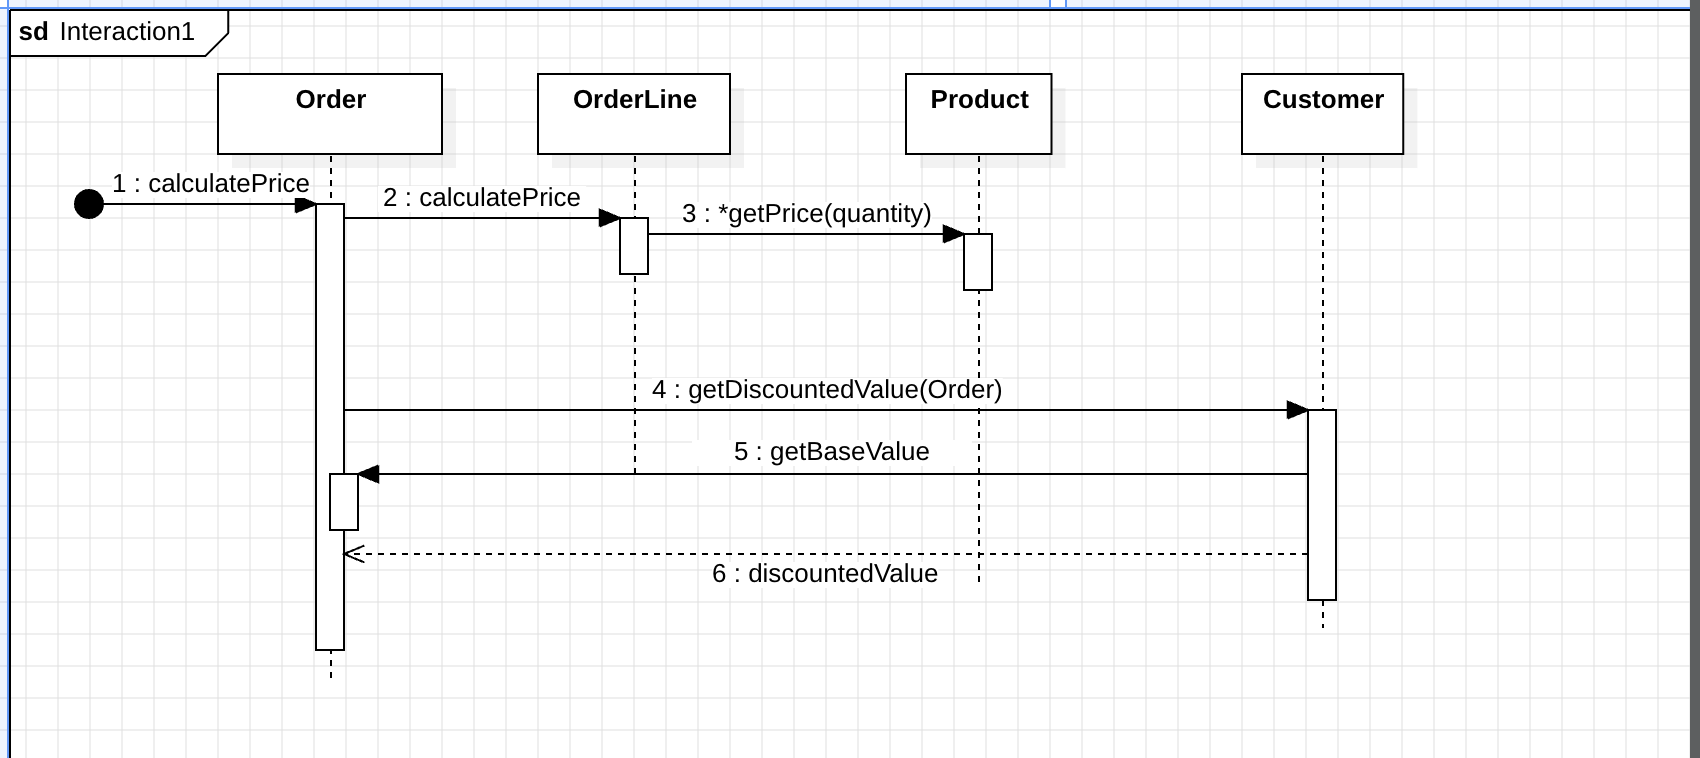 sd Interaction1
Order
OrderLine
Product
Customer
1 : calculatePrice
2 : calculatePrice
3 : *getPrice(quantity)
4 : getDiscountedValue(Order)
5 : getBaseValue
6 : discountedValue